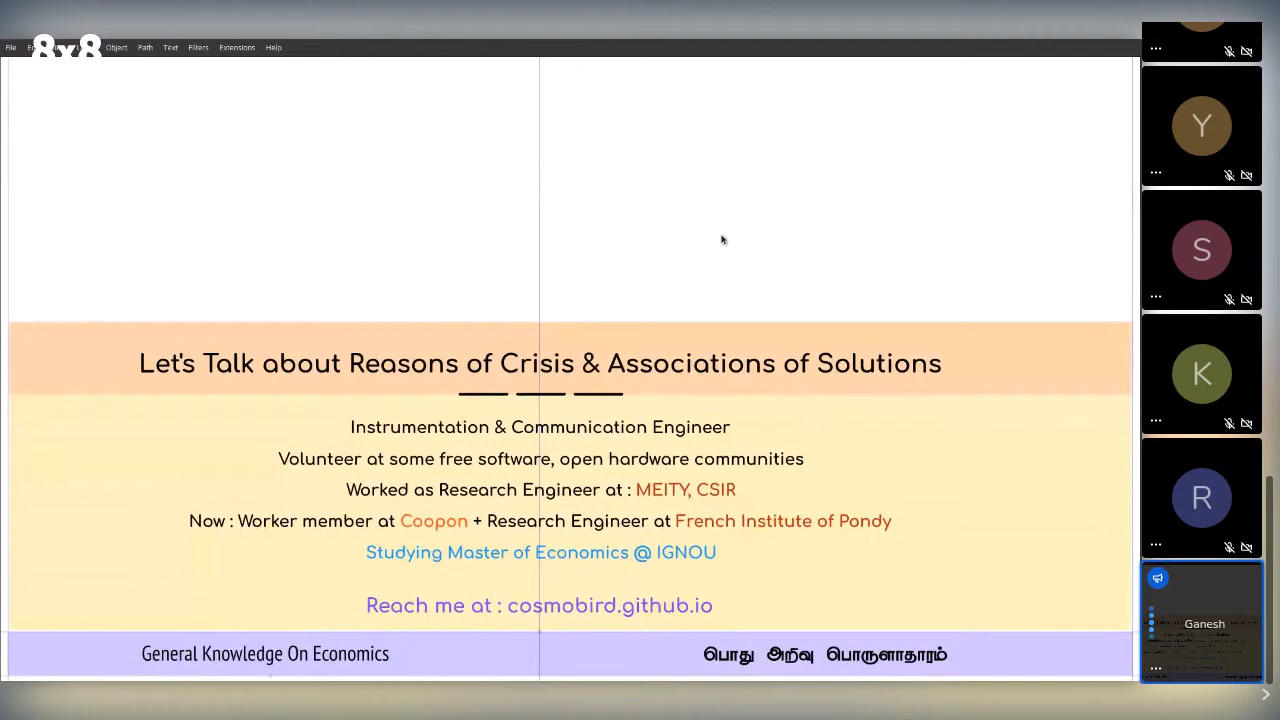 8x8
File
Object Path Text Filters Extensions Help
Y
S
K
R
Ganesh
Let's Talk about Reasons of Crisis & Associations of Solutions
Instrumentation & Communication Engineer
Volunteer at some free software, open hardware communities
Worked as Research Engineer at : MEITY, CSIR
Now : Worker member at Coopon + Research Engineer at French Institute of Pondy
Studying Master of Economics @ IGNOU
Reach me at : cosmobird.github.io
General Knowledge On Economics
பொது அறிவு பொருளாதாரம்